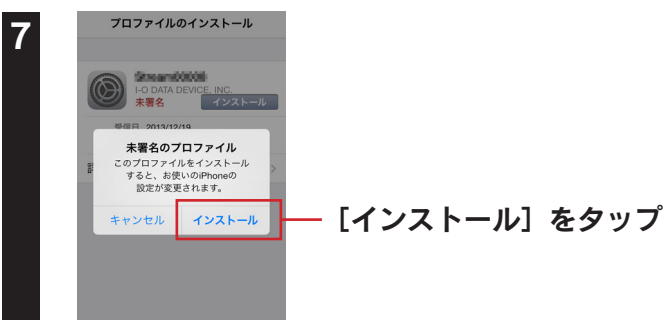 7
プロファイルのインストール
I-O DATA DEVICE, INC.
未署名
インストール
受信日 2013/12/19
未署名のプロファイル
このプロファイルをインストール
すると、お使いのiPhoneの
設定が変更されます。
キャンセル
インストール
［インストール］をタップ